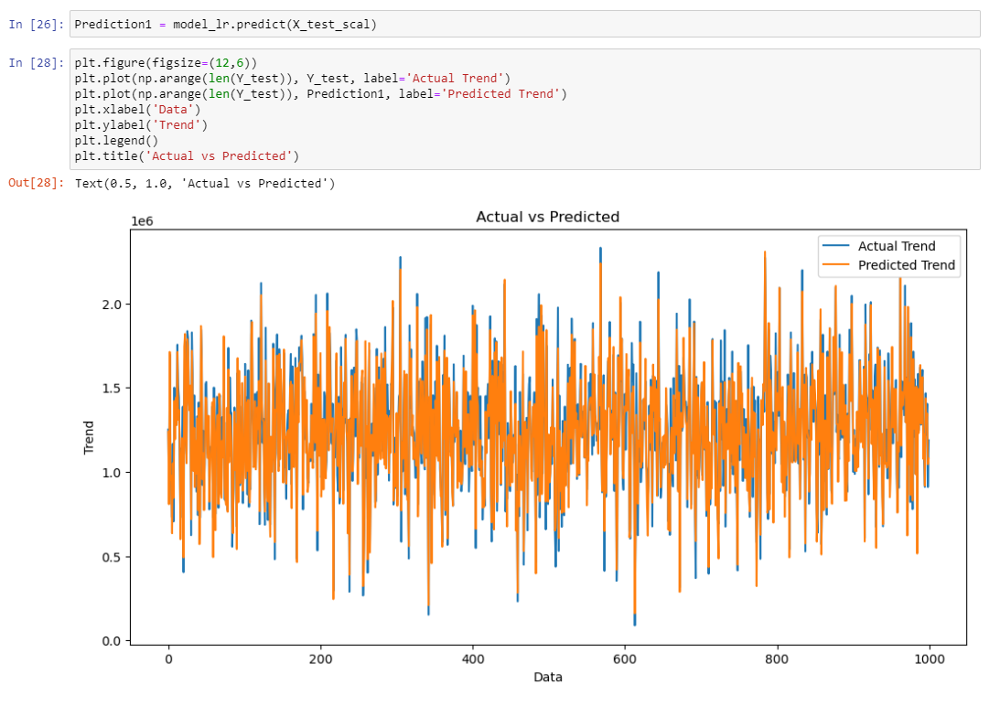 In [26]: Prediction1 = model_lr.predict(X_test_scal)
In [28]: plt.figure(figsize=(12,6))
plt.plot(np.arange(len(Y_test)), Y_test, label='Actual Trend')
plt.plot(np.arange(len(Y_test)), Prediction1, label='Predicted Trend')
plt.xlabel('Data')
plt.ylabel('Trend')
plt.legend()
plt.title('Actual vs Predicted')
Out[28]: Text(0.5, 1.0, 'Actual vs Predicted')
Actual vs Predicted
1e6
Actual Trend
Predicted Trend
2.0
1.5
1.0
0.5
0.0
Trend
0 200 400 600 800 1000
Data